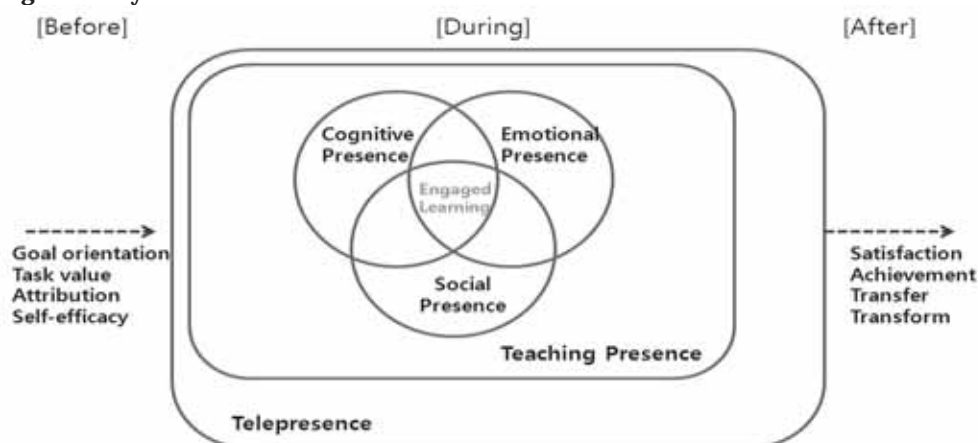 [Before]
[During]
[After]
Cognitive
Presence
Emotional
Presence
Engaged
Learning
Social
Presence
Goal orientation
Task value
Attribution
Self-efficacy
Satisfaction
Achievement
Transfer
Transform
Teaching Presence
Telepresence